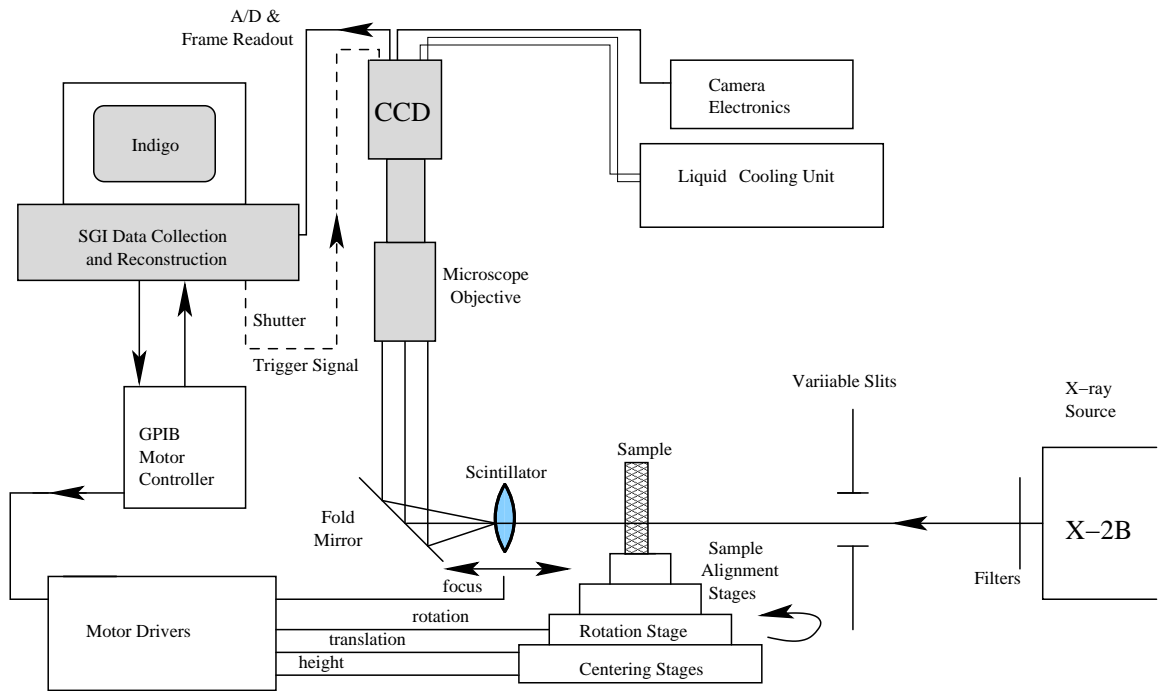 A/D &
Frame Readout
CCD
Camera
Electronics
Indigo
Liquid Cooling Unit
SGI Data Collection
and Reconstruction
Microscope
Objective
Shutter
Trigger Signal
Variiable Slits
X−ray
Source
GPIB
Motor
Controller
Sample
Scintillator
Fold
Mirror
X−2B
Sample
Alignment
Stages
Filters
focus
rotation
Motor Drivers
Rotation Stage
translation
height
Centering Stages